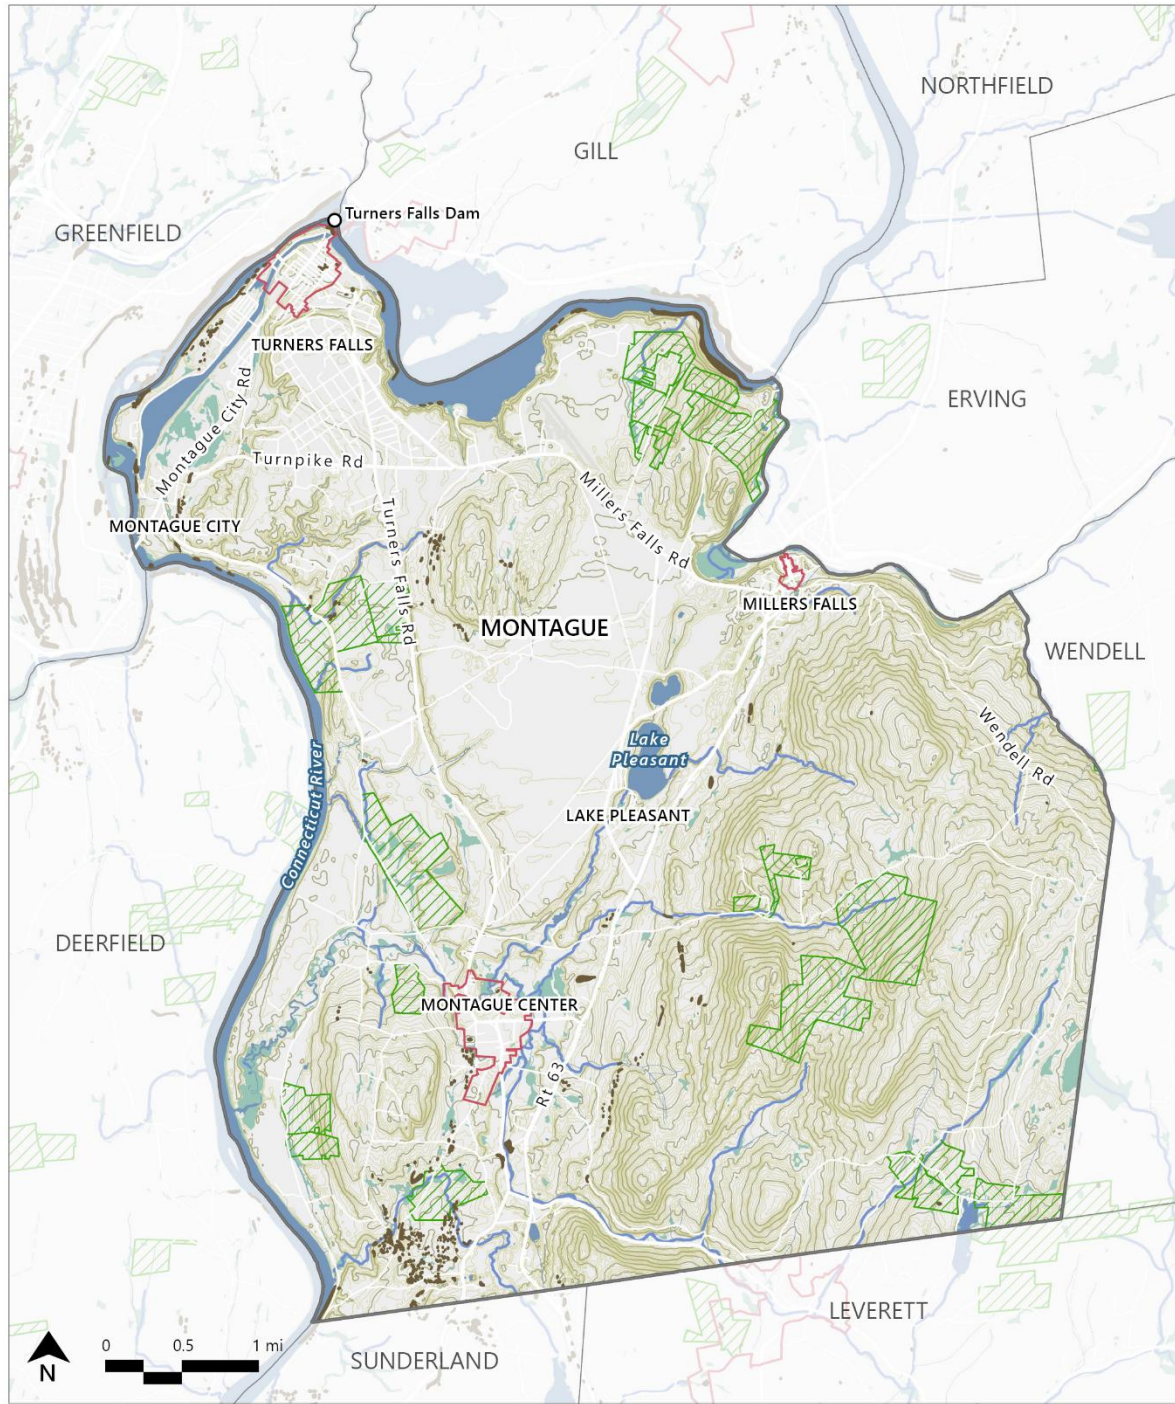 NORTHFIELD
GILL
Turners Falls Dam
GREENFIELD
TURNERS FALLS
ERVING
Montague City Rd
Turnpike Rd
Millers Falls Rd
Turners Falls Rd
MONTAGUE CITY
MILLERS FALLS
MONTAGUE
WENDELL
Wendell Rd
Lake
Pleasant
LAKE PLEASANT
Connecticut River
DEERFIELD
MONTAGUE CENTER
Rt 63
LEVERETT
SUNDERLAND
0 0.5 1 mi
N